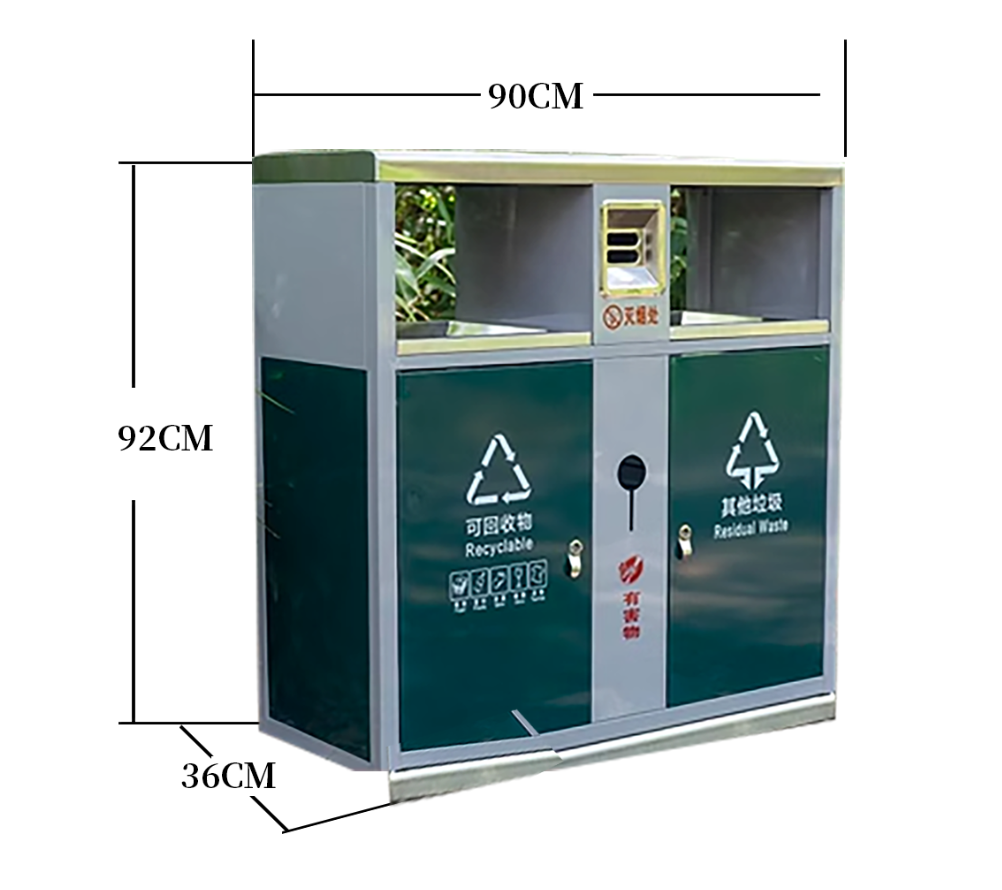 90CM
灭烟处
92CM
可回收物
Recyclable
其他垃圾
Residual Waste
有
害
物
36CM